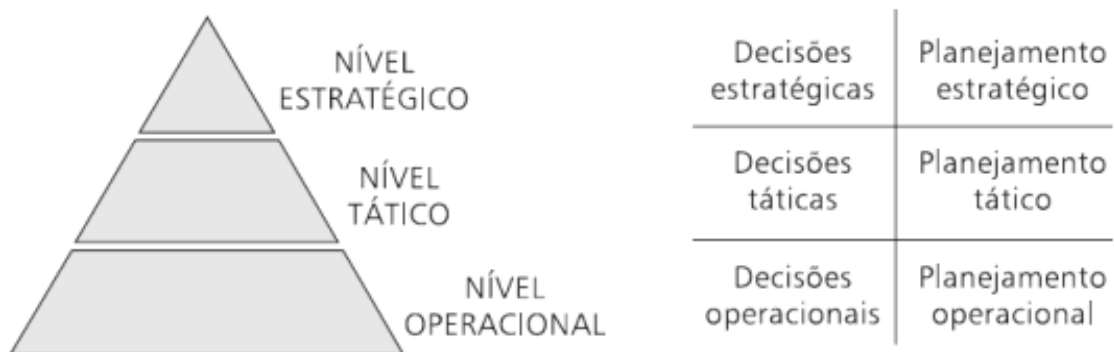 NÍVEL
ESTRATÉGICO
NÍVEL
TÁTICO
NÍVEL
OPERACIONAL
Decisões
estratégicas
Planejamento
estratégico
Decisões
táticas
Planejamento
tático
Decisões
operacionais
Planejamento
operacional